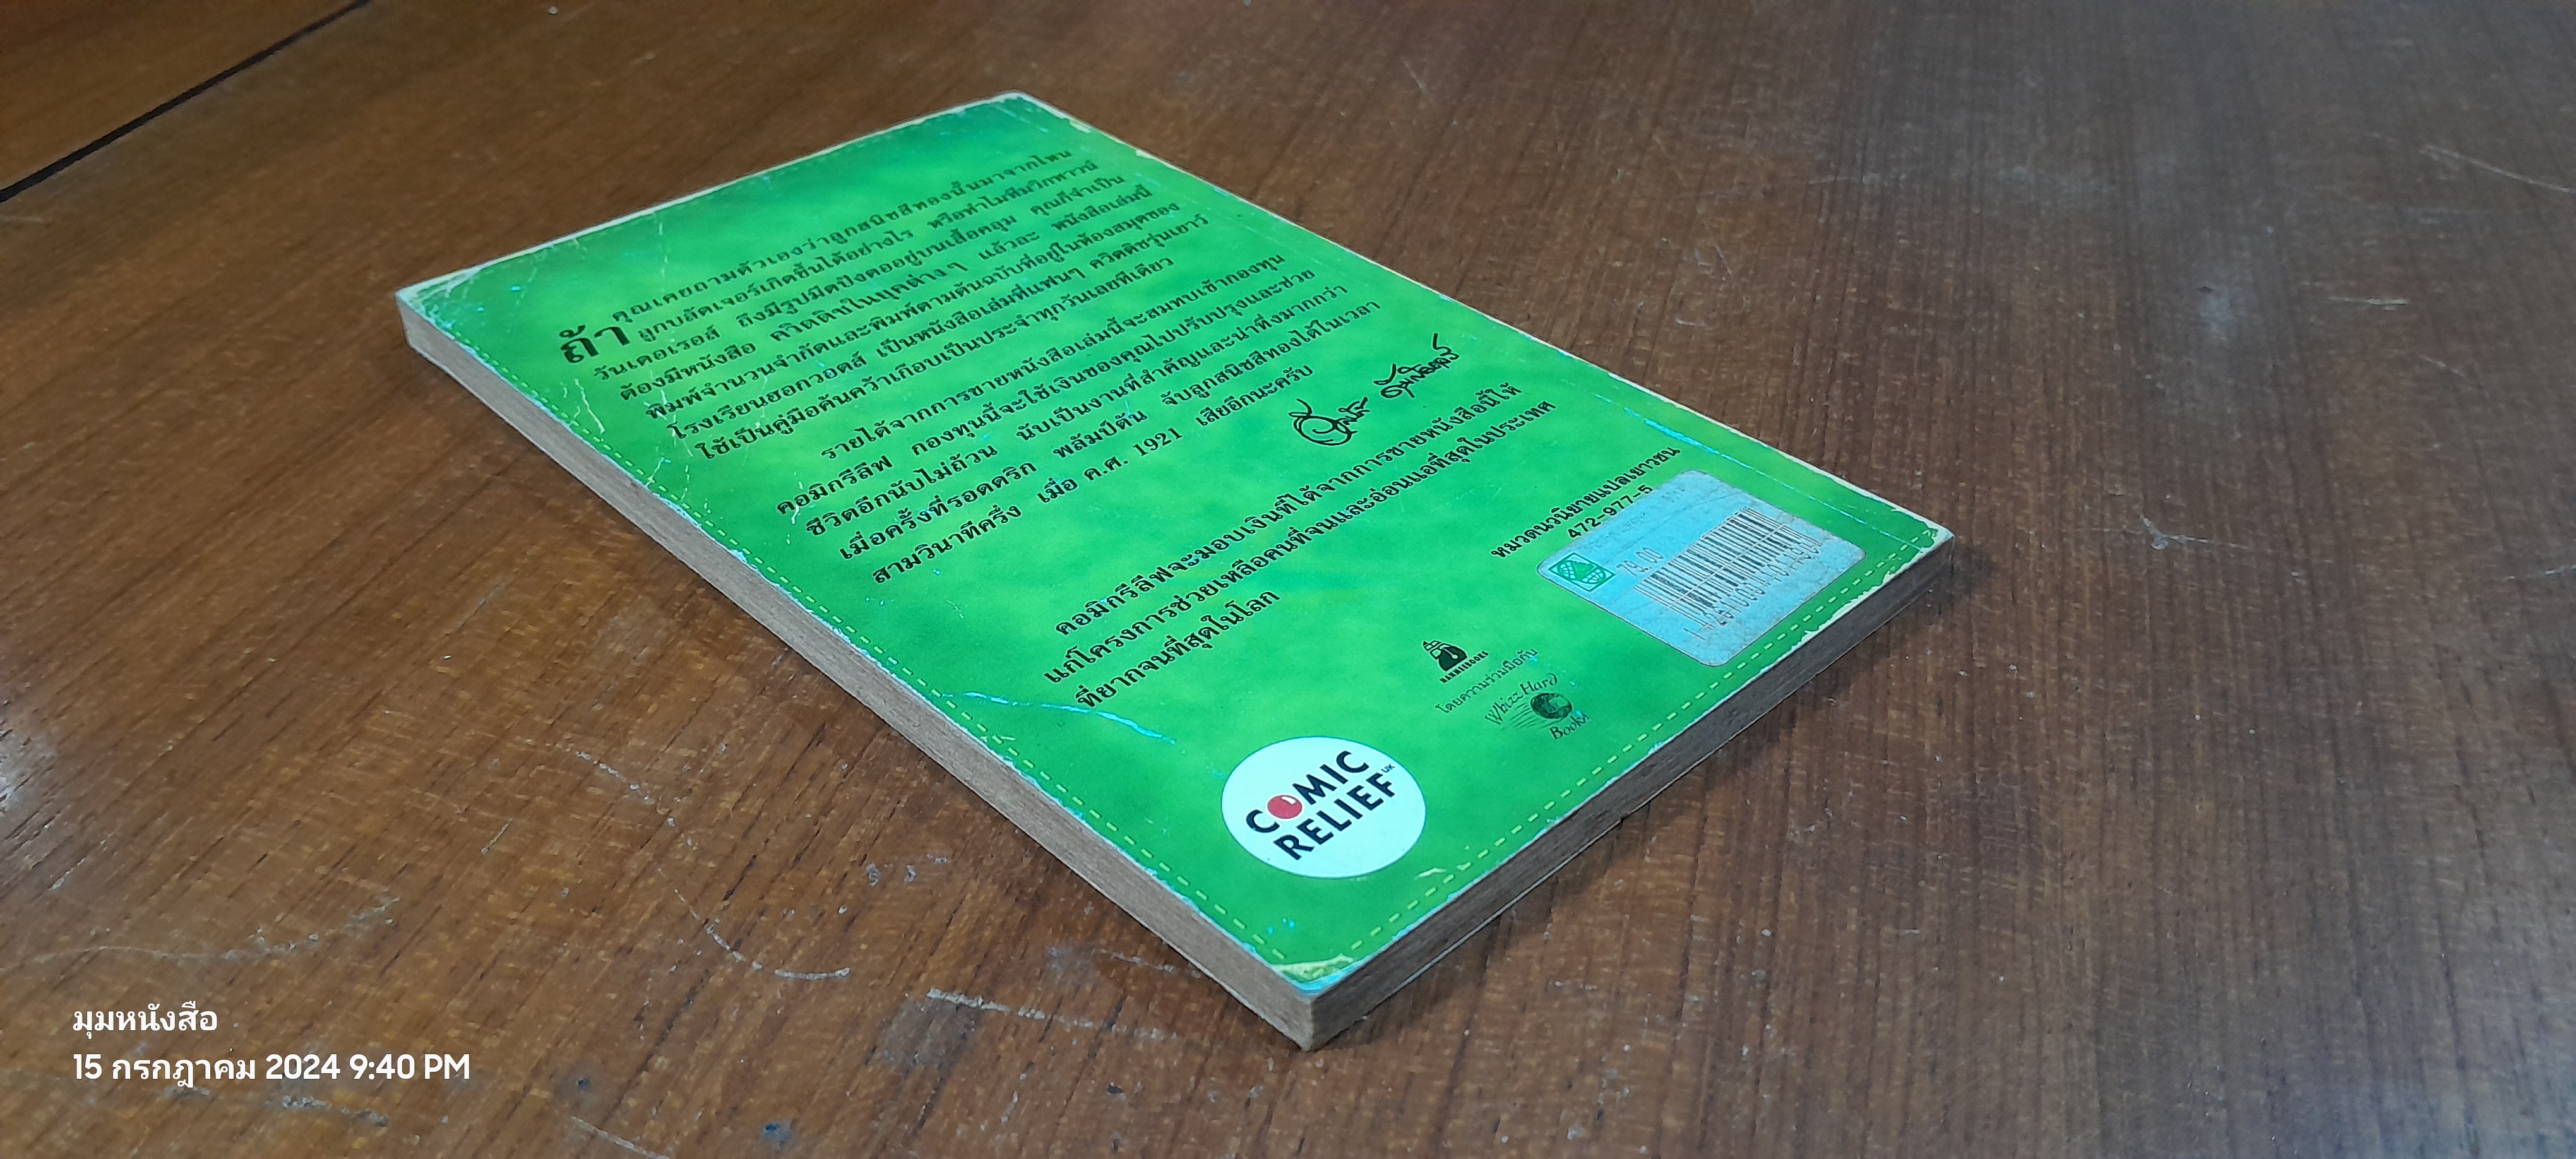 ถ้า คุณเคยถามตัวเองว่าลูกสนิชสีทองนั้นมาจากไหน
ลูกบลัดเจอร์เกิดขึ้นได้อย่างไร หรือทำไมทีมวิกทาวน์
วันเดอเรอส์ ถึงมีรูปมีดปังตออยู่บนเสื้อคลุม คุณก็จำเป็น
ต้องมีหนังสือ ควิดดิชในยุคต่างๆ แล้วละ หนังสือเล่มนี้
พิมพ์จำนวนจำกัดและพิมพ์ตามต้นฉบับที่อยู่ในห้องสมุดของ
โรงเรียนฮอกวอตส์ เป็นหนังสือเล่มที่แฟนๆ ควิดดิชรุ่นเยาว์
ใช้เป็นคู่มือค้นคว้าเกือบเป็นประจำทุกวันเลยทีเดียว
รายได้จากการขายหนังสือเล่มนี้จะสมทบเข้ากองทุน
คอมิกรีลีฟ กองทุนนี้จะใช้เงินของคุณไปปรับปรุงและช่วย
ชีวิตอีกนับไม่ถ้วน นับเป็นงานที่สำคัญและน่าทึ่งมากกว่า
เมื่อครั้งที่รอดดริก พลัมป์ตัน จับลูกสนิชสีทองได้ในเวลา
สามวินาทีครึ่ง เมื่อ ค.ศ. 1921 เสียอีกนะครับ
คอมิกรีลีฟจะมอบเงินที่ได้จากการขายหนังสือนี้ให้
แก่โครงการช่วยเหลือคนที่จนและอ่อนแอที่สุดในประเทศ
ที่ยากจนที่สุดในโลก
หมวดนวนิยายแปลเยาวชน
472-977-5
79.00
NANMEEBOOKS
โดยความร่วมมือกับ
Whizz Hard
Books
COMIC
RELIEF UK
มุมหนังสือ
15 กรกฎาคม 2024 9:40 PM